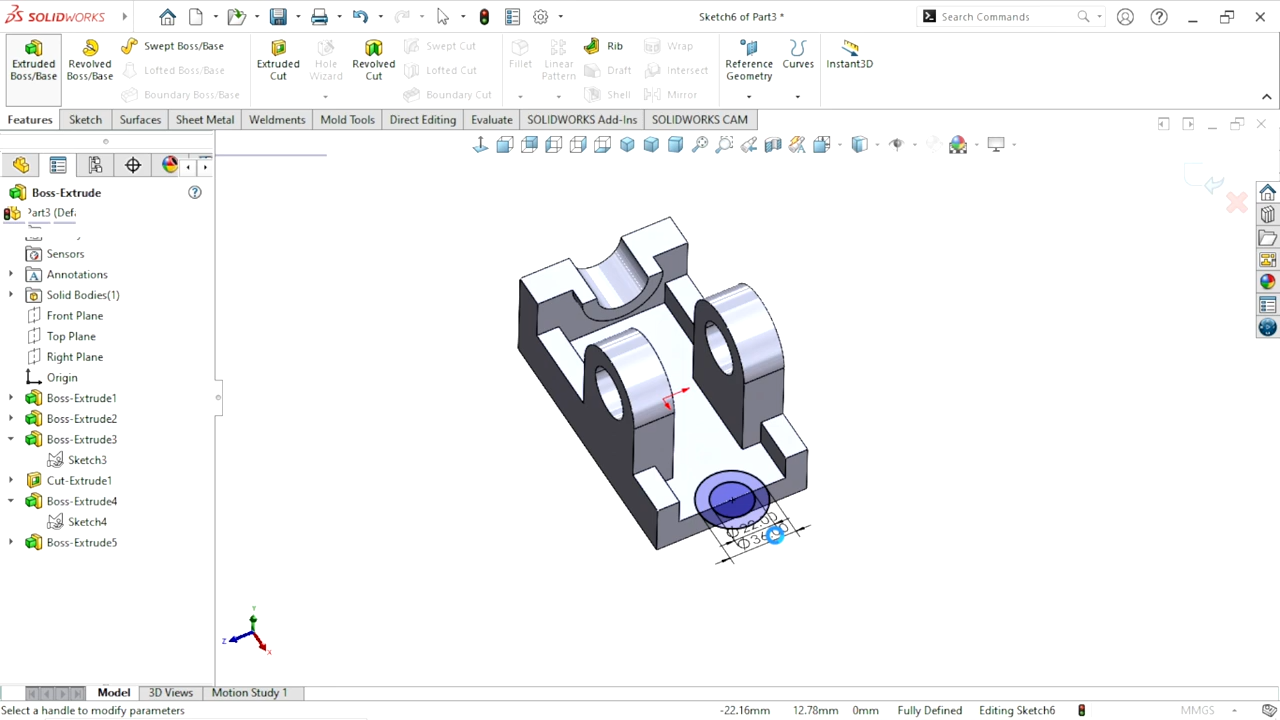 SOLIDWORKS
Sketch6 of Part3 *
Search Commands
Extruded Boss/Base
Revolved Boss/Base
Swept Boss/Base
Lofted Boss/Base
Boundary Boss/Base
Extruded Cut
Hole Wizard
Revolved Cut
Swept Cut
Lofted Cut
Boundary Cut
Fillet
Linear Pattern
Rib
Draft
Shell
Wrap
Intersect
Mirror
Reference Geometry
Curves
Instant3D
Features
Sketch
Surfaces
Sheet Metal
Weldments
Mold Tools
Direct Editing
Evaluate
SOLIDWORKS Add-Ins
SOLIDWORKS CAM
Boss-Extrude
Part3 (Def
Sensors
Annotations
Solid Bodies(1)
Front Plane
Top Plane
Right Plane
Origin
Boss-Extrude1
Boss-Extrude2
Boss-Extrude3
Sketch3
Cut-Extrude1
Boss-Extrude4
Sketch4
Boss-Extrude5
Y
Z
X
Model
3D Views
Motion Study 1
Select a handle to modify parameters
-22.16mm
12.78mm
0mm
Fully Defined
Editing Sketch6
MMGS